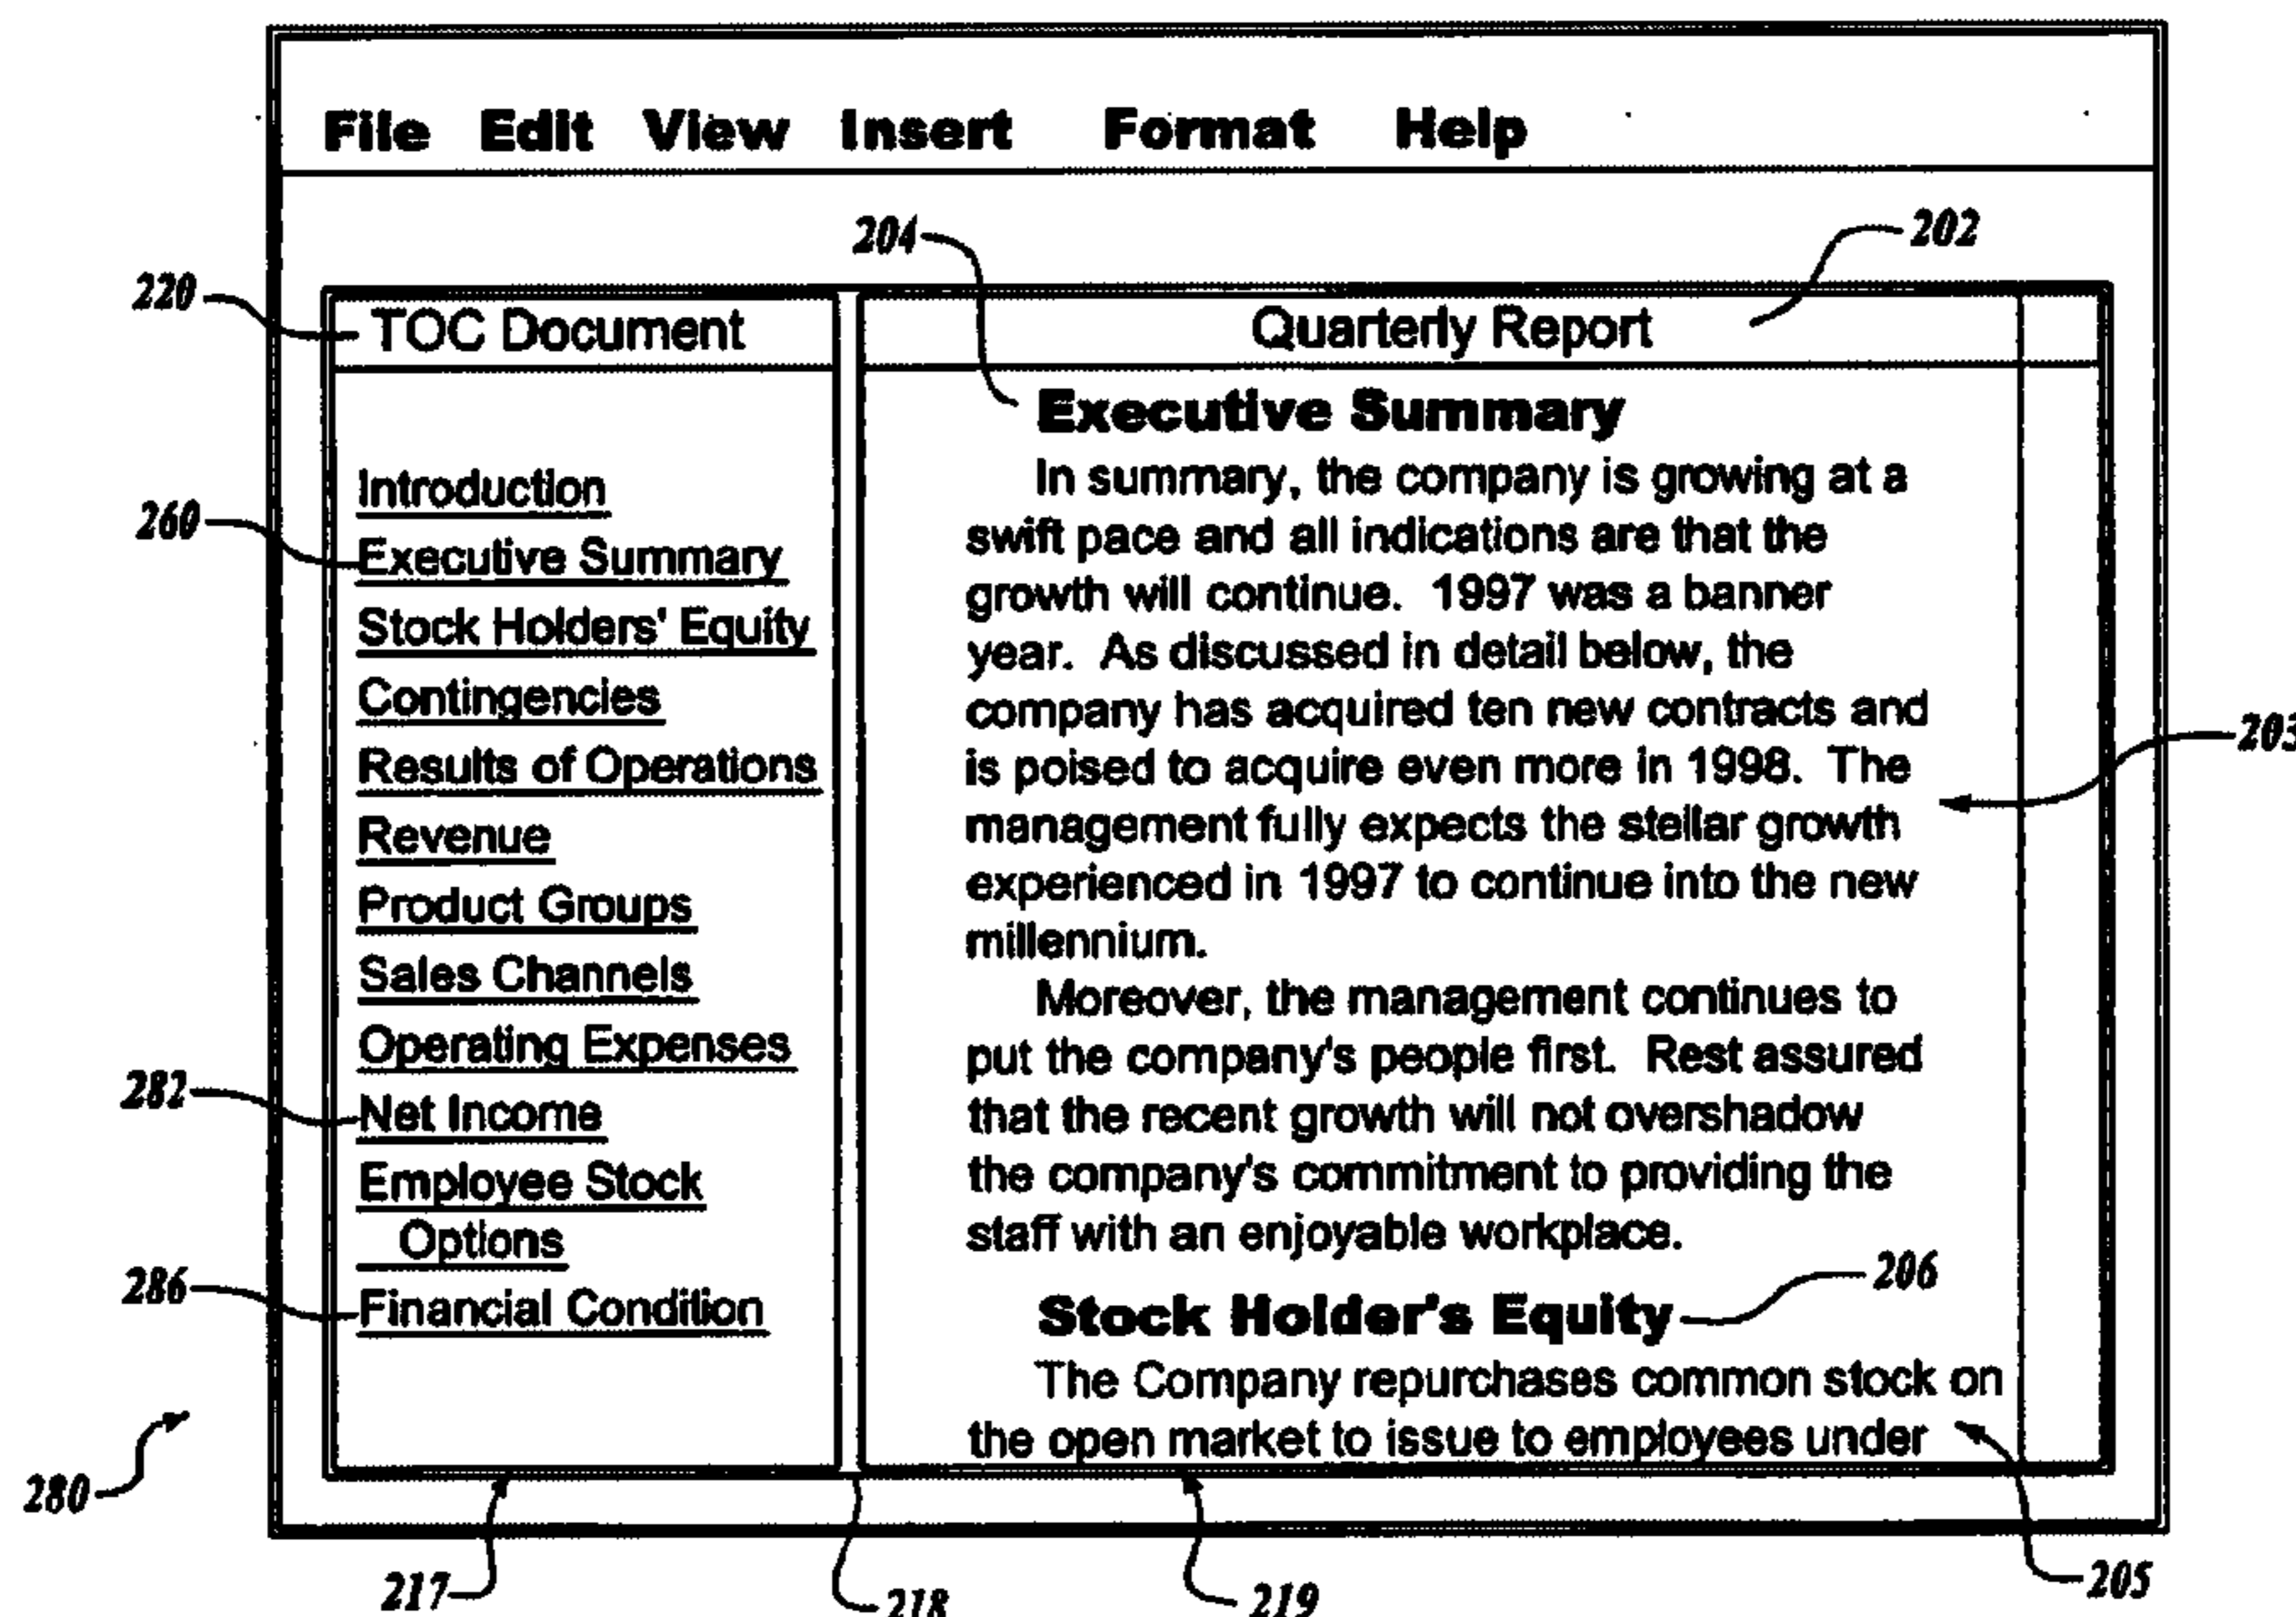 File Edit View Insert Format Help
204
202
220
TOC Document
Quarterly Report
Introduction
260
Executive Summary
Stock Holders' Equity
Contingencies
Results of Operations
Revenue
Product Groups
Sales Channels
Operating Expenses
282
Net Income
Employee Stock
Options
286
Financial Condition
Executive Summary
In summary, the company is growing at a
swift pace and all indications are that the
growth will continue. 1997 was a banner
year. As discussed in detail below, the
company has acquired ten new contracts and
is poised to acquire even more in 1998. The
management fully expects the stellar growth
experienced in 1997 to continue into the new
millennium.
203
Moreover, the management continues to
put the company's people first. Rest assured
that the recent growth will not overshadow
the company's commitment to providing the
staff with an enjoyable workplace.
206
Stock Holder's Equity
The Company repurchases common stock on
the open market to issue to employees under
280
217
218
219
205